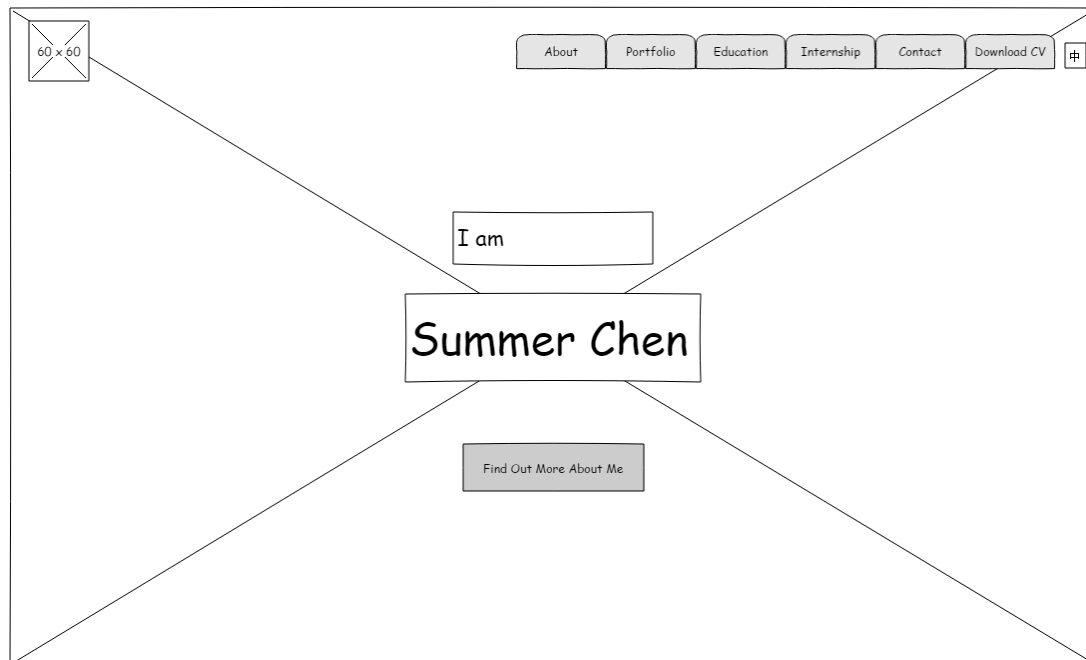 60 x 60
About Portfolio Education Internship Contact Download CV 中
I am
Summer Chen
Find Out More About Me